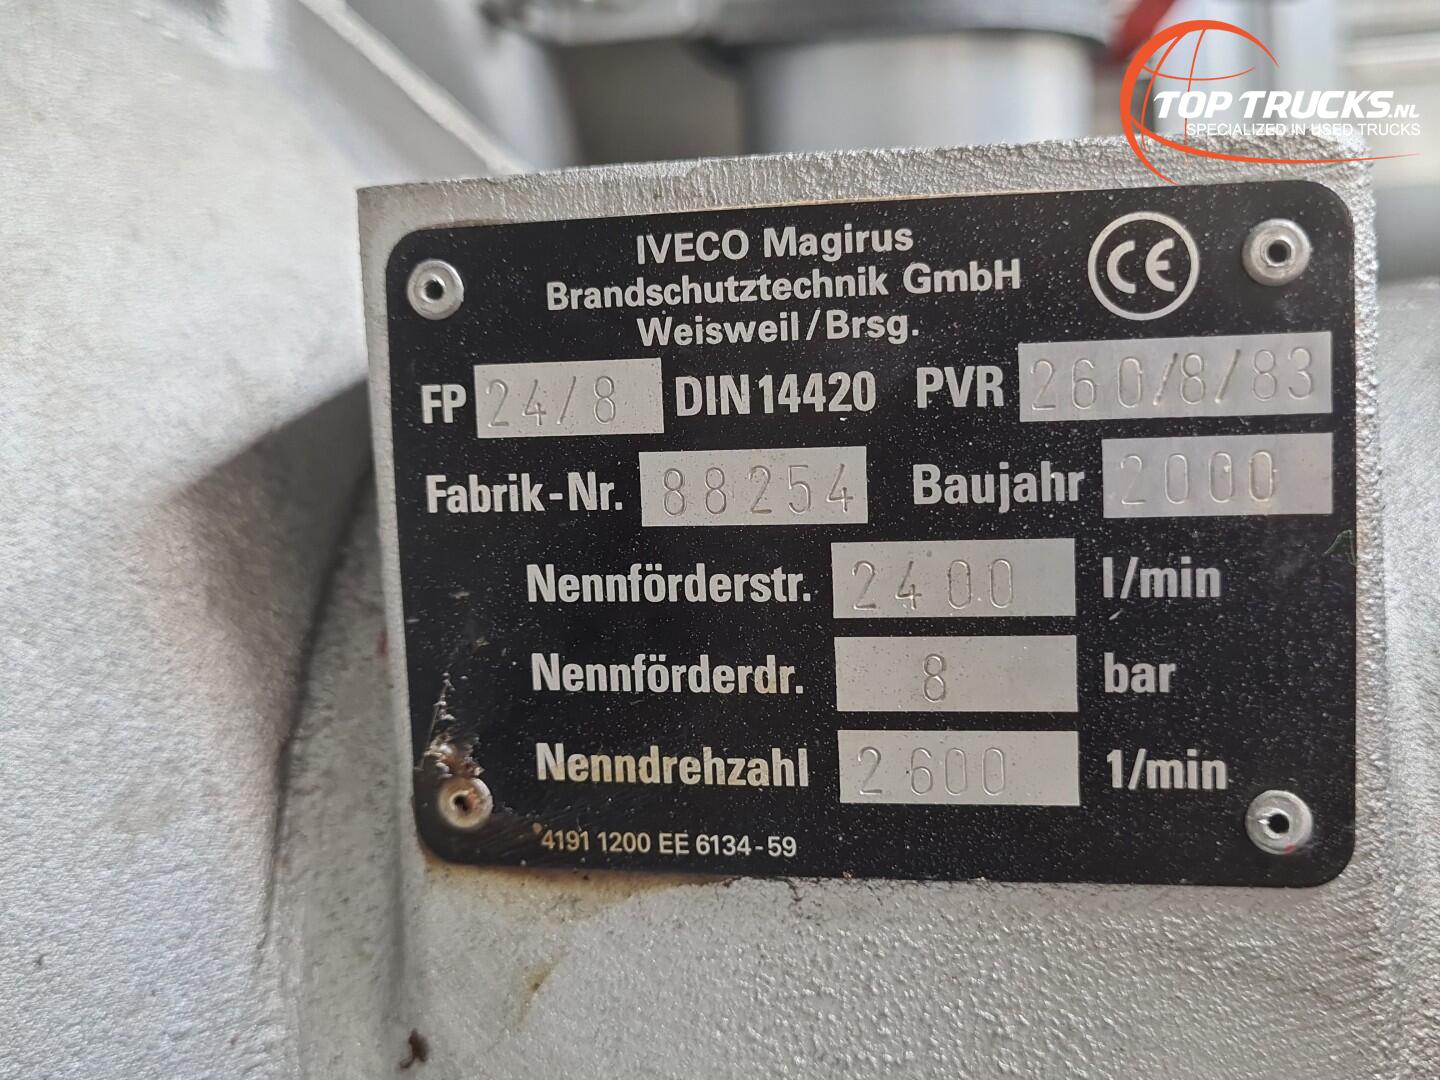 TOP TRUCKS.NL
SPECIALIZED IN USED TRUCKS
IVECO Magirus
Brandschutztechnik GmbH
Weisweil/Brsg.
CE
FP 24/8 DIN 14420 PVR 260/8/83
Fabrik-Nr. 88254 Baujahr 2000
Nennförderstr. 2400 l/min
Nennförderdr. 8 bar
Nenndrehzahl 2600 1/min
4191 1200 EE 6134-59